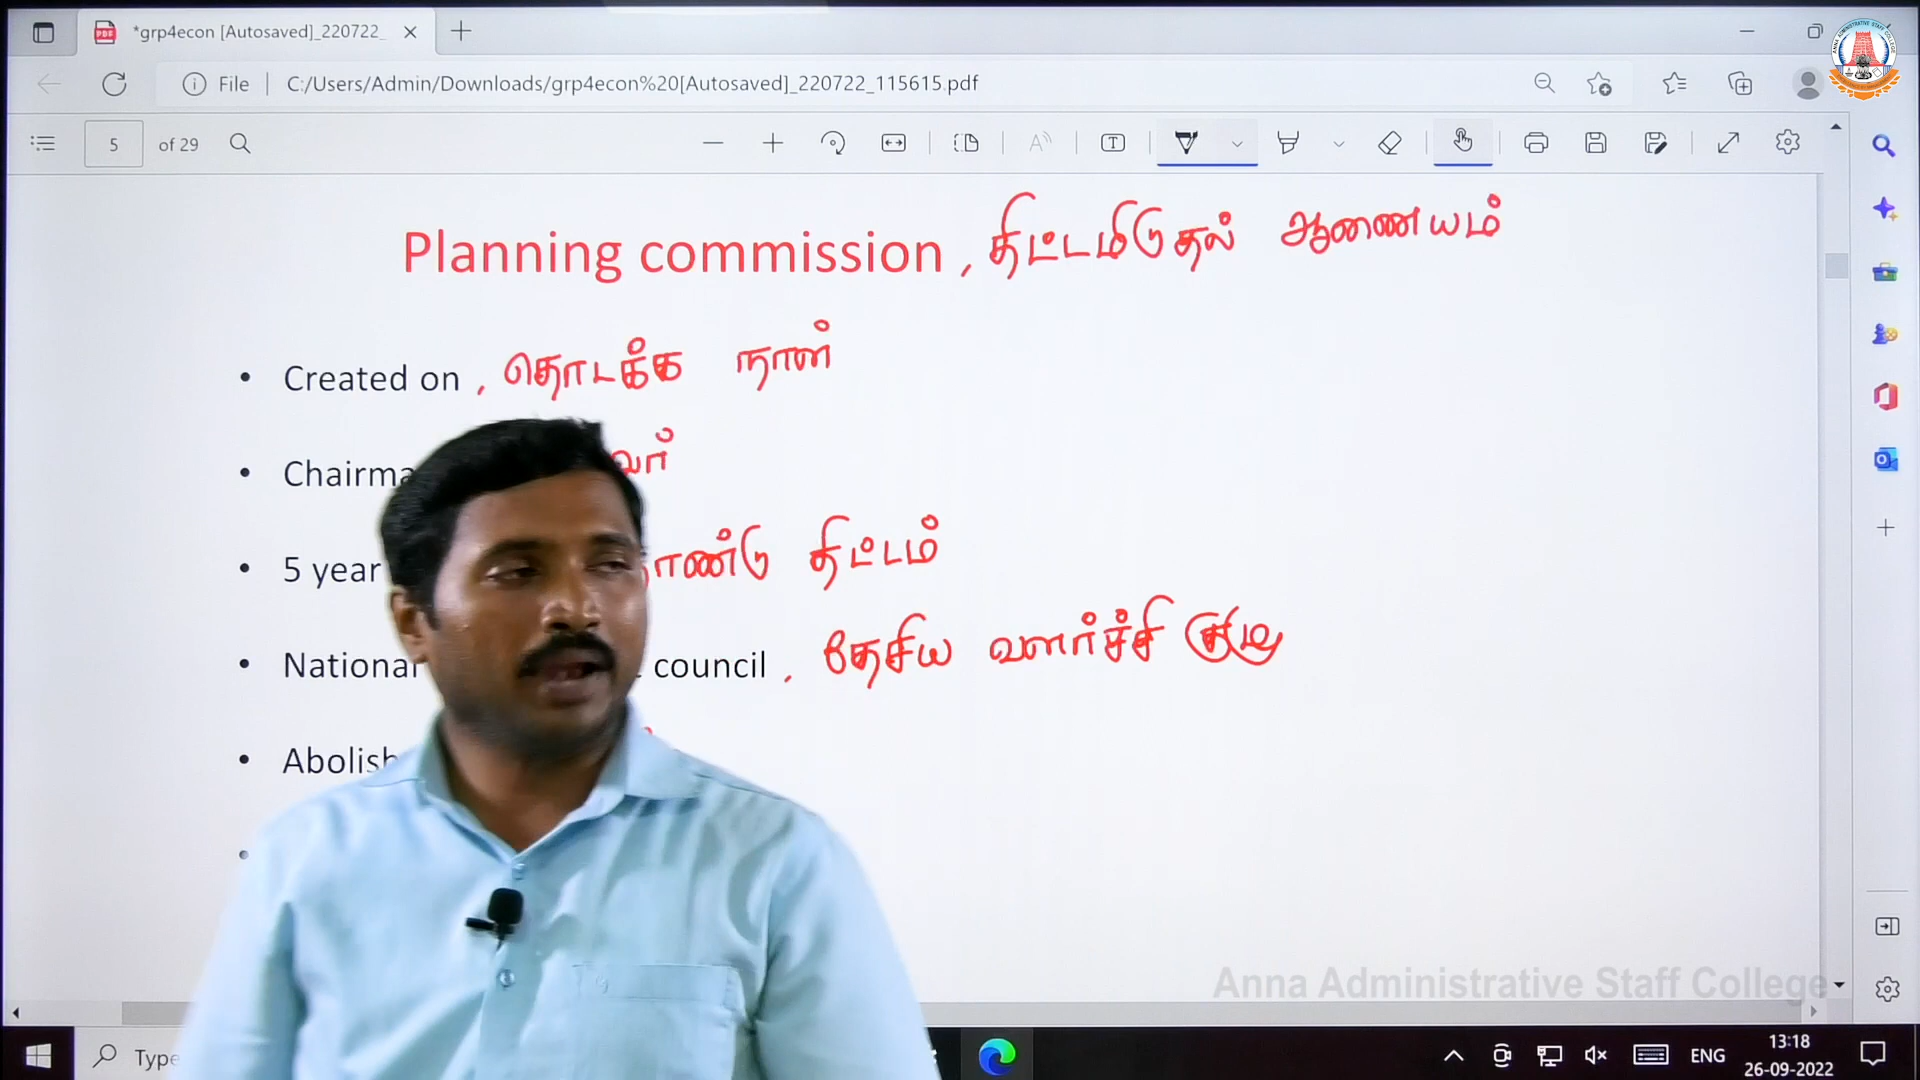 *grp4econ [Autosaved]_220722_
File
C:/Users/Admin/Downloads/grp4econ%20[Autosaved]_220722_115615.pdf
5 of 29
Planning commission , திட்டமிடுதல் ஆணையம்
• Created on , தொடக்க நாள்
• Chairma வர்
• 5 year ாண்டு திட்டம்
• National council , தேசிய வளர்ச்சி குழு
• Abolish
Anna Administrative Staff College
Type
ENG
13:18
26-09-2022